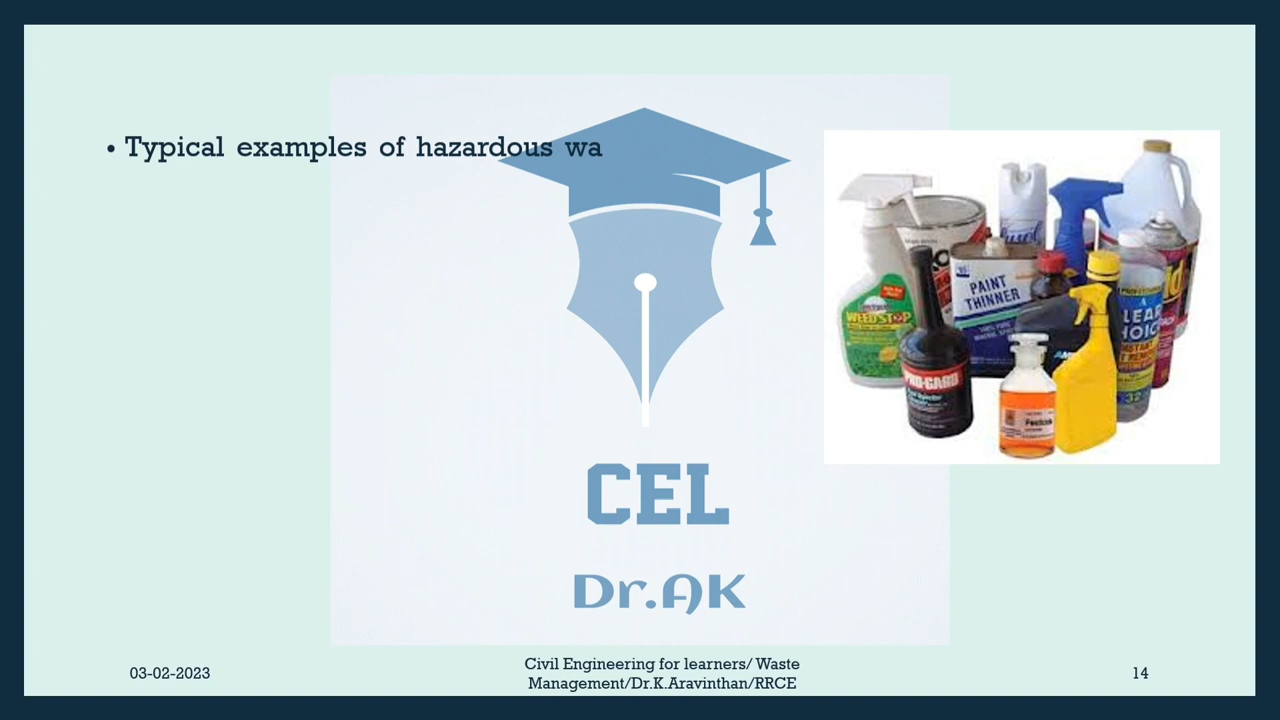 • Typical examples of hazardous wa
WEED STOP
PAINT
THINNER
PRO-GARD
CEL
Dr.AK
03-02-2023
Civil Engineering for learners/ Waste
Management/Dr.K.Aravinthan/RRCE
14